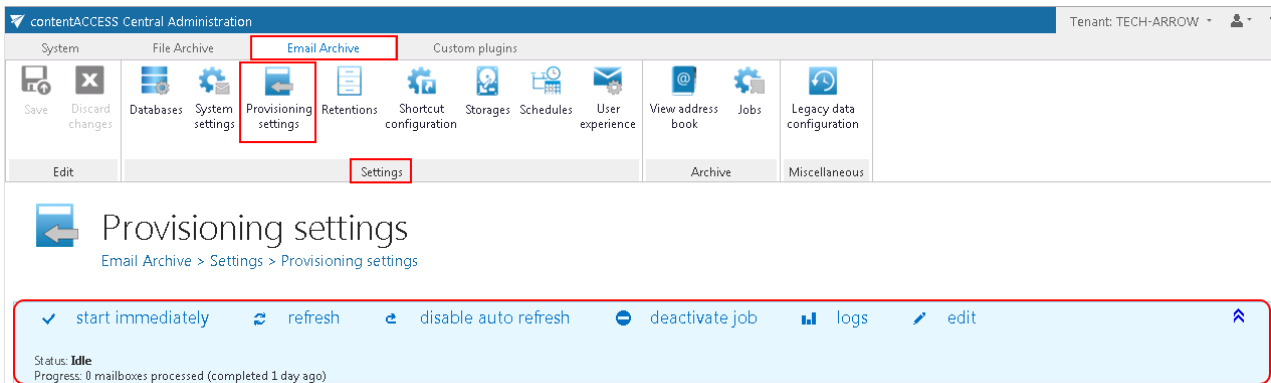 contentACCESS Central Administration
Tenant: TECH-ARROW
System File Archive Email Archive Custom plugins
Save Discard changes Databases System settings Provisioning settings Retentions Shortcut configuration Storages Schedules User experience View address book Jobs Legacy data configuration
Edit Settings Archive Miscellaneous
Provisioning settings
Email Archive > Settings > Provisioning settings
start immediately refresh disable auto refresh deactivate job logs edit
Status: Idle
Progress: 0 mailboxes processed (completed 1 day ago)